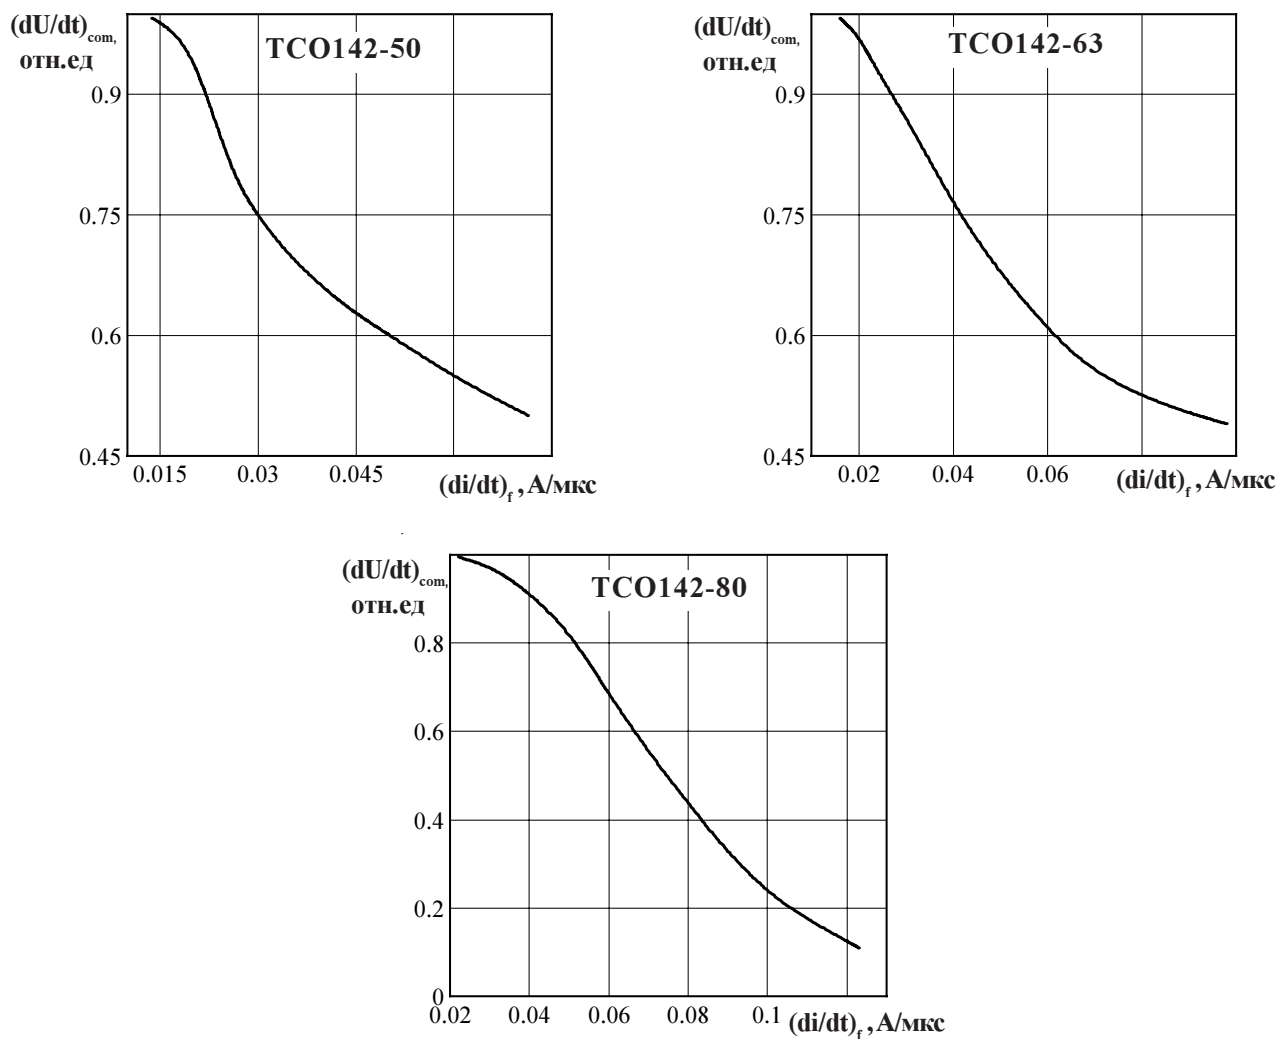 (dU/dt)com,
отн.ед
ТСО142-50
0.9
0.75
0.6
0.45
0.015 0.03 0.045
(di/dt)f , А/мкс
(dU/dt)com,
отн.ед
ТСО142-63
0.9
0.75
0.6
0.45
0.02 0.04 0.06
(di/dt)f , А/мкс
(dU/dt)com,
отн.ед
ТСО142-80
0.8
0.6
0.4
0.2
0
0.02 0.04 0.06 0.08 0.1
(di/dt)f , А/мкс